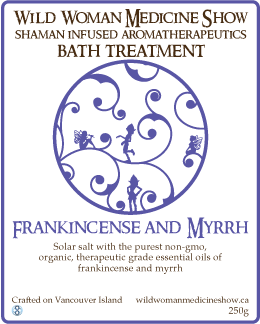 Wild Woman Medicine Show
shaman infused aromatherapeutics
bath treatment
Frankincense and Myrrh
Solar salt with the purest non-gmo,
organic, therapeutic grade essential oils of
frankincense and myrrh
Crafted on Vancouver Island wildwomanmedicineshow.ca
250g